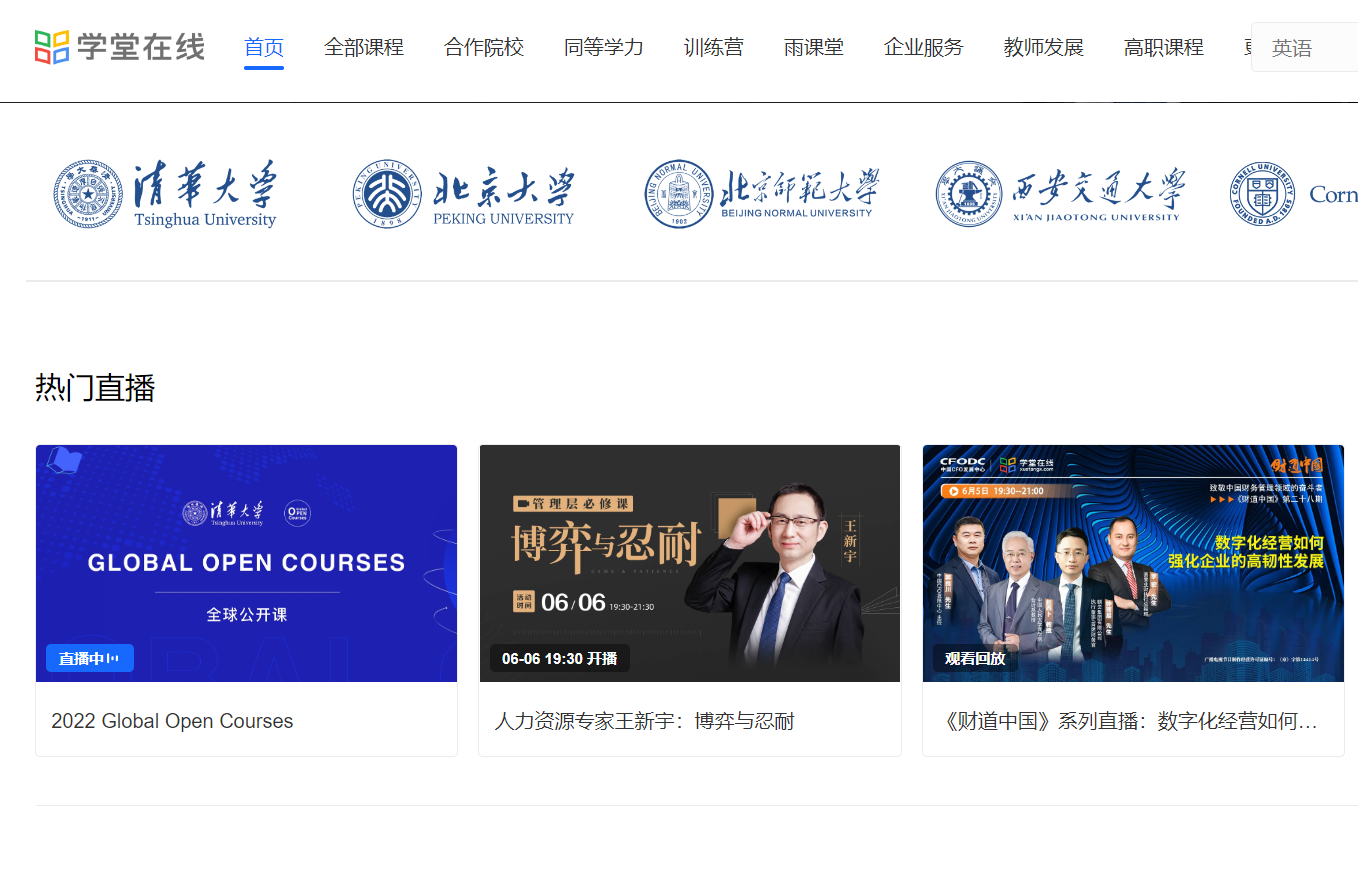 学堂在线
首页
全部课程
合作院校
同等学力
训练营
雨课堂
企业服务
教师发展
高职课程
英语
清華大学
Tsinghua University
北京大学
PEKING UNIVERSITY
PEKING UNIVERSITY
1898
北京師範大學
BEIJING NORMAL UNIVERSITY
BEIJING NORMAL UNIVERSITY
1902
西安交通大學
XI'AN JIAOTONG UNIVERSITY
CORNELL UNIVERSITY
FOUNDED A.D. 1865
Corn
热门直播
清華大学
Tsinghua University
OPEN
Courses
GLOBAL OPEN COURSES
全球公开课
直播中
2022 Global Open Courses
管理层必修课
博弈与忍耐
GAME & PATIENCE
王新宇
活动
时间
06/06 19:30-21:30
06-06 19:30 开播
人力资源专家王新宇：博弈与忍耐
CFODC
中国CFO发展中心
学堂在线
xuetangx.com
财道中国
6月5日 19:30--21:00
致敬中国财务管理领域的奋斗者
《财道中国》第二十八期
数字化经营如何
强化企业的高韧性发展
观看回放
《财道中国》系列直播：数字化经营如何…